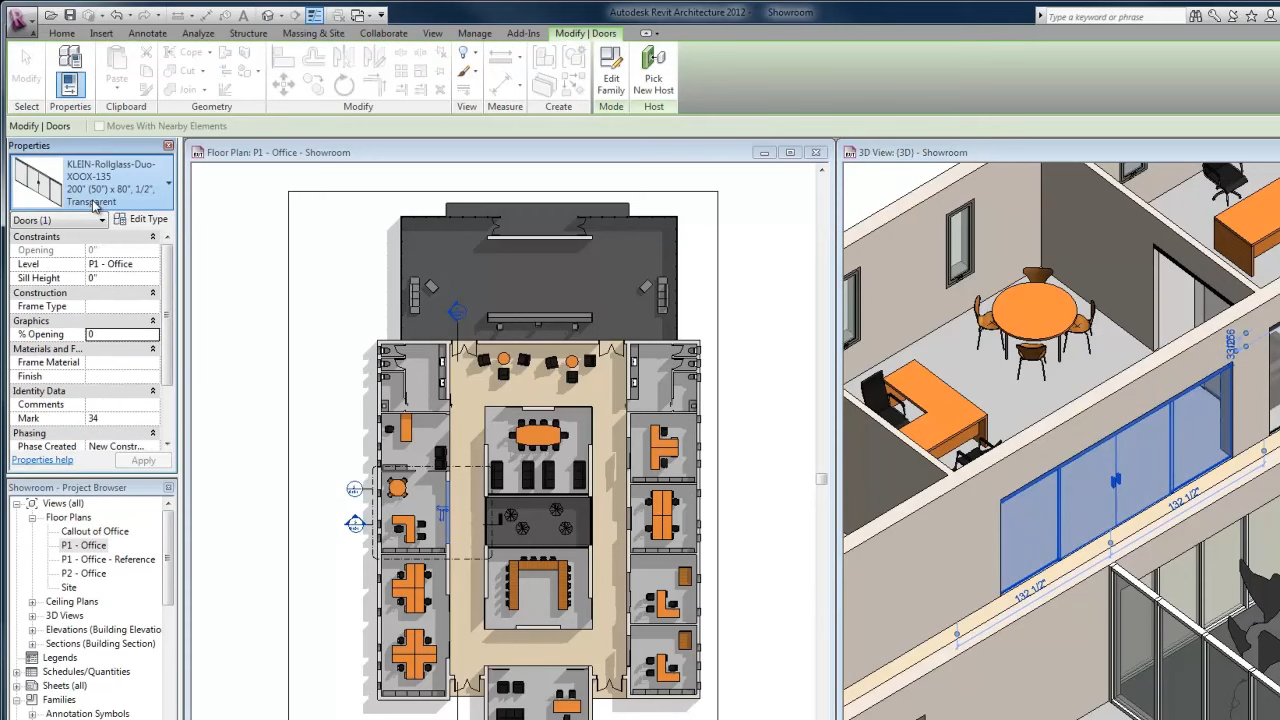 Autodesk Revit Architecture 2012 - Showroom
Type a keyword or phrase
Home Insert Annotate Analyze Structure Massing & Site Collaborate View Manage Add-Ins Modify | Doors
Cope
Cut
Join
Modify
Paste
Edit Family
Pick New Host
Select Properties Clipboard Geometry Modify View Measure Create Mode Host
Modify | Doors Moves With Nearby Elements
Properties
KLEIN-Rollglass-Duo-
XOOX-135
200" (50") x 80", 1/2",
Transparent
Doors (1) Edit Type
Constraints
Opening 0"
Level P1 - Office
Sill Height 0"
Construction
Frame Type
Graphics
% Opening 0
Materials and F...
Frame Material
Finish
Identity Data
Comments
Mark 34
Phasing
Phase Created New Constr...
Properties help Apply
Showroom - Project Browser
Views (all)
Floor Plans
Callout of Office
P1 - Office
P1 - Office - Reference
P2 - Office
Site
Ceiling Plans
3D Views
Elevations (Building Elevatio
Sections (Building Section)
Legends
Schedules/Quantities
Sheets (all)
Families
Annotation Symbols
Floor Plan: P1 - Office - Showroom
3D View: {3D} - Showroom
132 1/2"
132 1/2"